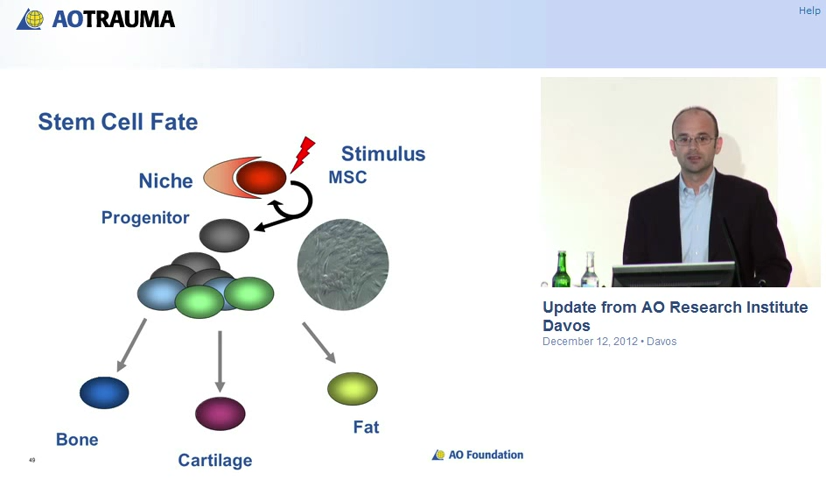 AOTRAUMA
Help
Stem Cell Fate
Stimulus
MSC
Niche
Progenitor
Bone
Cartilage
Fat
AO Foundation
Update from AO Research Institute
Davos
December 12, 2012 • Davos